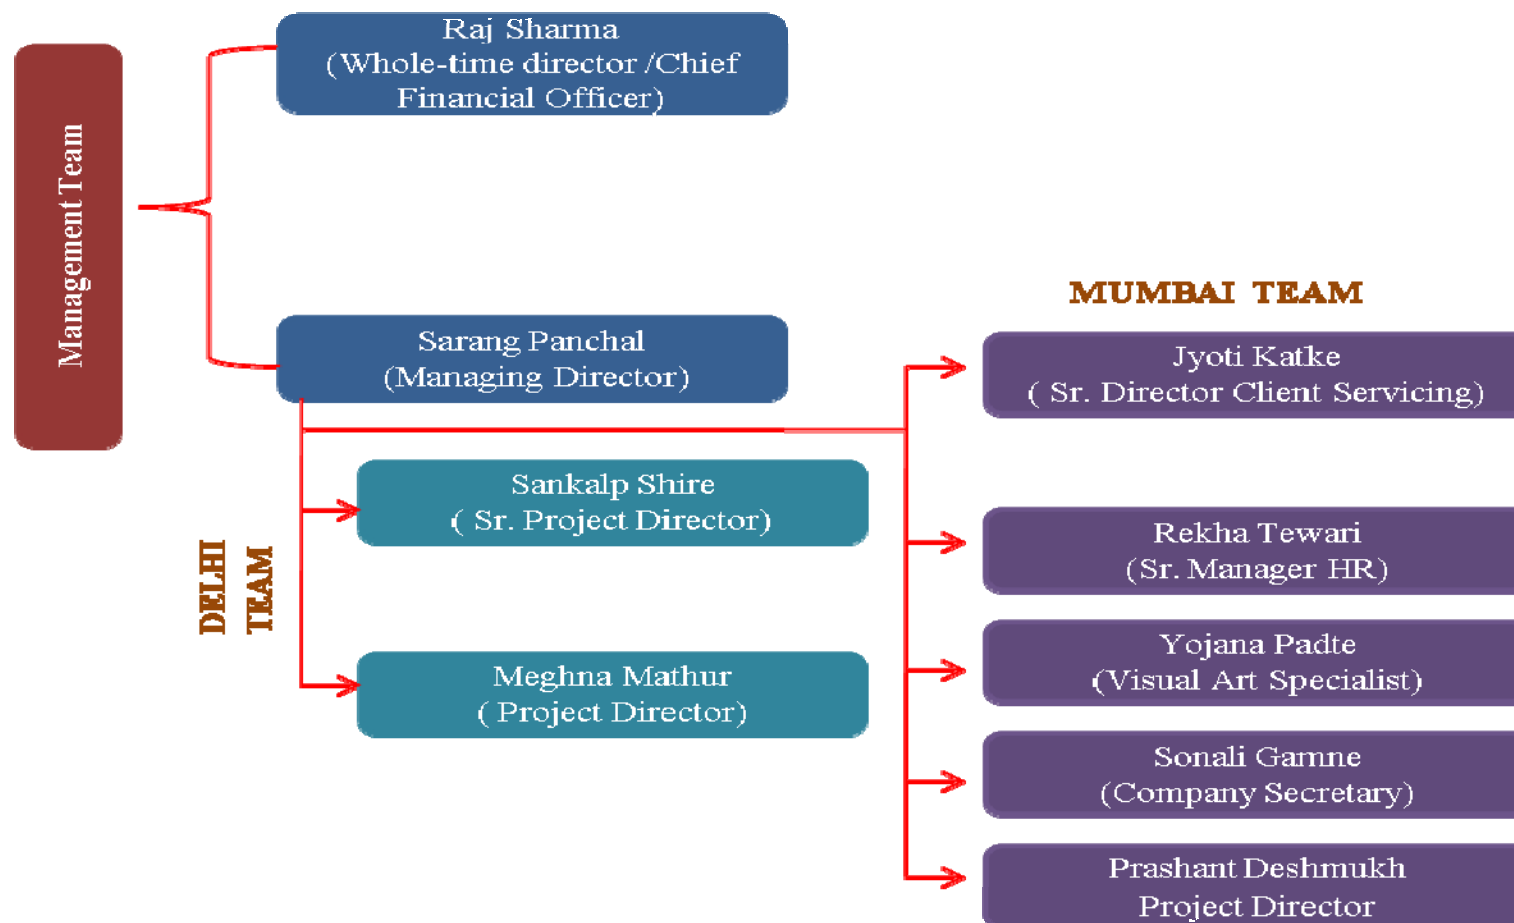 Management Team
Raj Sharma
(Whole-time director /Chief
Financial Officer)
Sarang Panchal
(Managing Director)
DELHI
TEAM
Sankalp Shire
( Sr. Project Director)
Meghna Mathur
( Project Director)
MUMBAI TEAM
Jyoti Katke
( Sr. Director Client Servicing)
Rekha Tewari
(Sr. Manager HR)
Yojana Padte
(Visual Art Specialist)
Sonali Gamne
(Company Secretary)
Prashant Deshmukh
Project Director